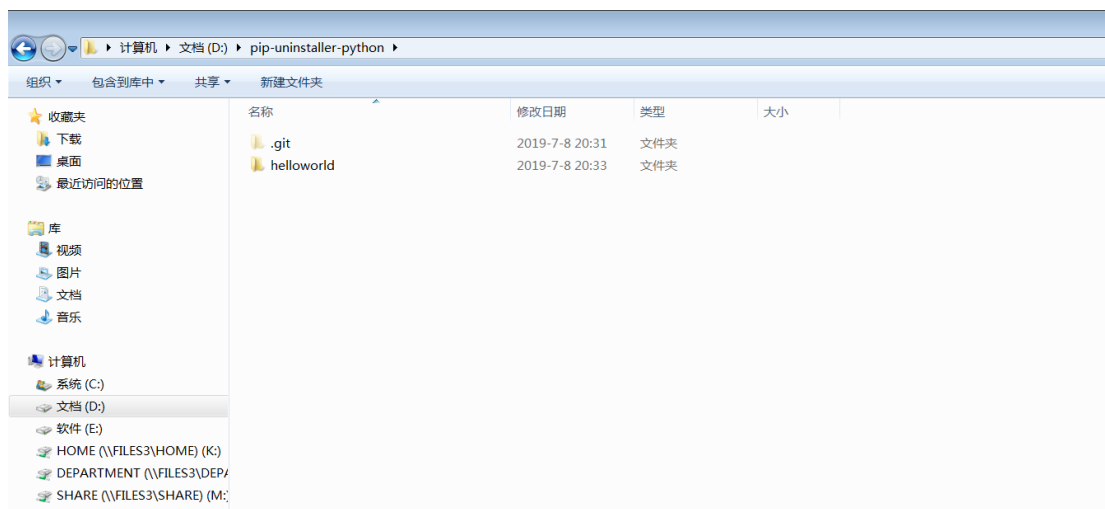 计算机 文档 (D:) pip-uninstaller-python
组织 包含到库中 共享 新建文件夹
名称 修改日期 类型 大小
.git 2019-7-8 20:31 文件夹
helloworld 2019-7-8 20:33 文件夹
收藏夹
下载
桌面
最近访问的位置
库
视频
图片
文档
音乐
计算机
系统 (C:)
文档 (D:)
软件 (E:)
HOME (\\FILES3\HOME) (K:)
DEPARTMENT (\\FILES3\DEPA
SHARE (\\FILES3\SHARE) (M: